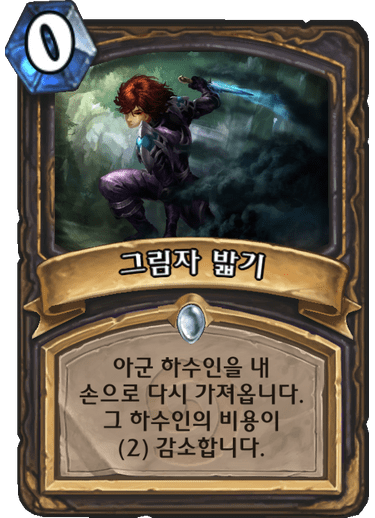 0
그림자 밟기
아군 하수인을 내
손으로 다시 가져옵니다.
그 하수인의 비용이
(2) 감소합니다.